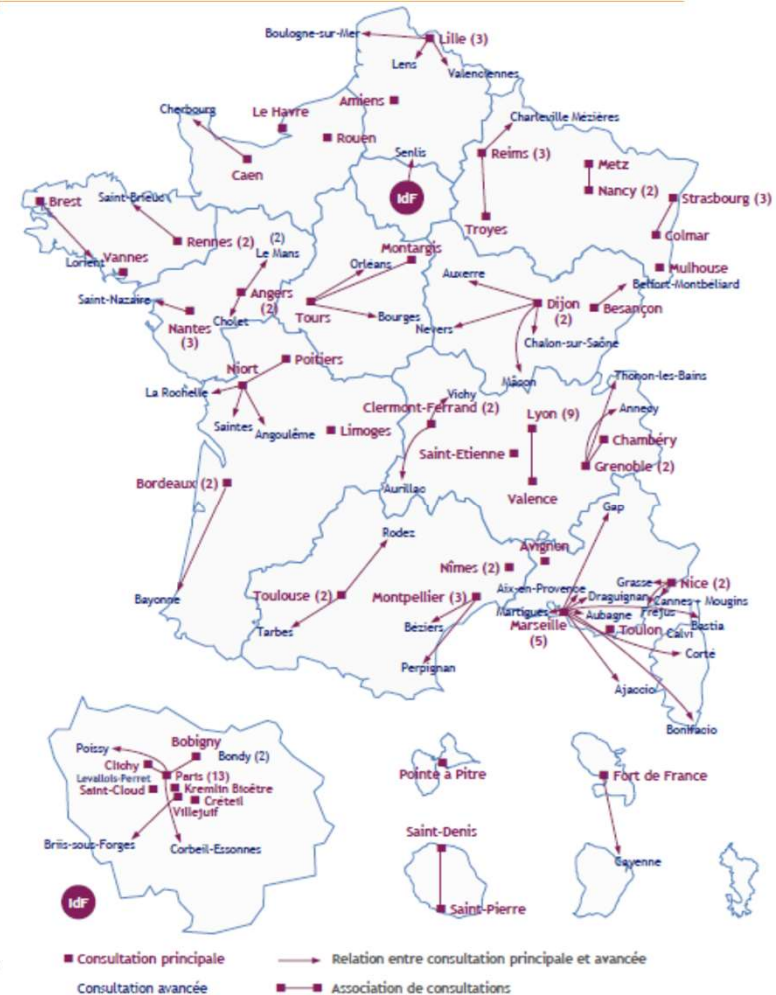 Boulogne-sur-Mer
Lille (3)
Lens
Valenciennes
Amiens
Cherbourg
Le Havre
Charleville Mézières
Rouen
Senlis
Reims (3)
Metz
Caen
IdF
Nancy (2)
Strasbourg (3)
Brest
Saint-Brieuc
Troyes
Rennes (2)
(2)
Le Mans
Montargis
Colmar
Lorient
Vannes
Orléans
Auxerre
Mulhouse
Belfort-Montbéliard
Saint-Nazaire
Angers
(2)
Dijon
(2)
Besançon
Nantes
(3)
Cholet
Tours
Bourges
Nevers
Chalon-sur-Saône
Poitiers
Niort
Mâcon
Thonon-les-Bains
La Rochelle
Vichy
Clermont-Ferrand (2)
Lyon (9)
Annecy
Saintes
Angoulême
Limoges
Chambéry
Saint-Etienne
Grenoble (2)
Bordeaux (2)
Aurillac
Valence
Gap
Rodez
Avignon
Nîmes (2)
Grasse
Nice (2)
Bayonne
Toulouse (2)
Montpellier (3)
Aix-en-Provence
Draguignan
Cannes - Mougins
Martigues
Aubagne
Fréjus
Marseille
(5)
Toulon
Bastia
Calvi
Tarbes
Béziers
Corté
Perpignan
Ajaccio
Bonifacio
Poissy
Bobigny
Bondy (2)
Clichy
Levallois-Perret
Paris (13)
Saint-Cloud
Kremlin Bicêtre
Créteil
Villejuif
Briis-sous-Forges
Corbeil-Essonnes
Pointe à Pitre
Fort de France
Saint-Denis
Cayenne
Saint-Pierre
IdF
Consultation principale
Relation entre consultation principale et avancée
Consultation avancée
Association de consultations